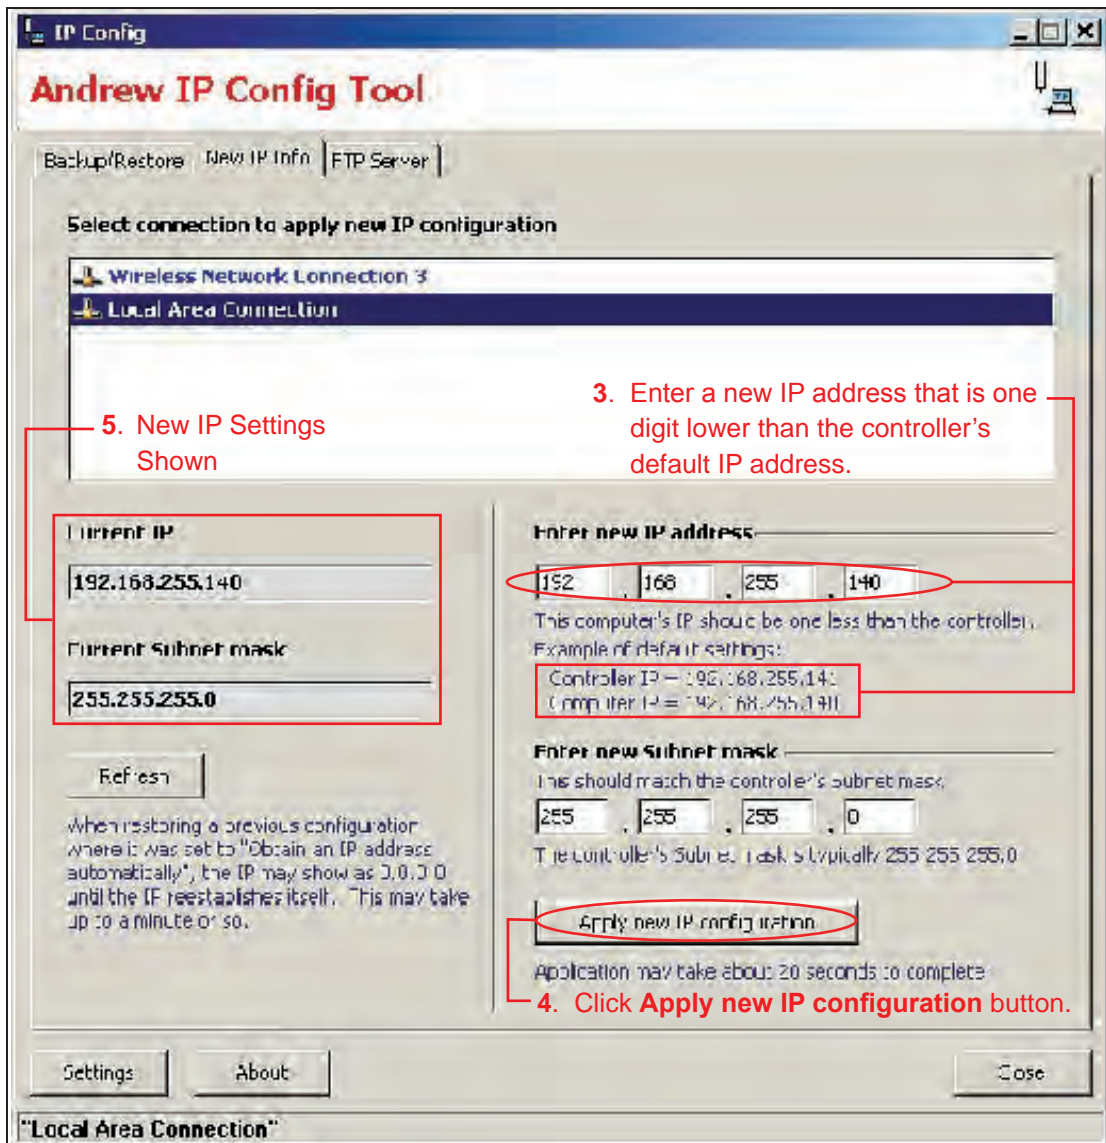 IP Config
Andrew IP Config Tool
Backup/Restore
New IP Info
FTP Server
Select connection to apply new IP configuration
Wireless Network Connection 3
Local Area Connection
3. Enter a new IP address that is one
digit lower than the controller's
default IP address.
5. New IP Settings
Shown
Current IP
192.168.255.140
Current Subnet mask
255.255.255.0
Refresh
When restoring a previous configuration
where it was set to "Obtain an IP address
automatically", the IP may show as 0.0.0.0
until the IP reestablishes itself. This may take
up to a minute or so.
Enter new IP address
192 . 168 . 255 . 140
This computer's IP should be one less than the controller.
Example of default settings:
Controller IP = 192.168.255.141
Computer IP = 192.168.255.140
Enter new Subnet mask
This should match the controller's Subnet mask
255 . 255 . 255 . 0
The controller's Subnet mask is typically 255.255.255.0
Apply new IP configuration
Application may take about 20 seconds to complete
4. Click Apply new IP configuration button.
Settings
About
Close
"Local Area Connection"